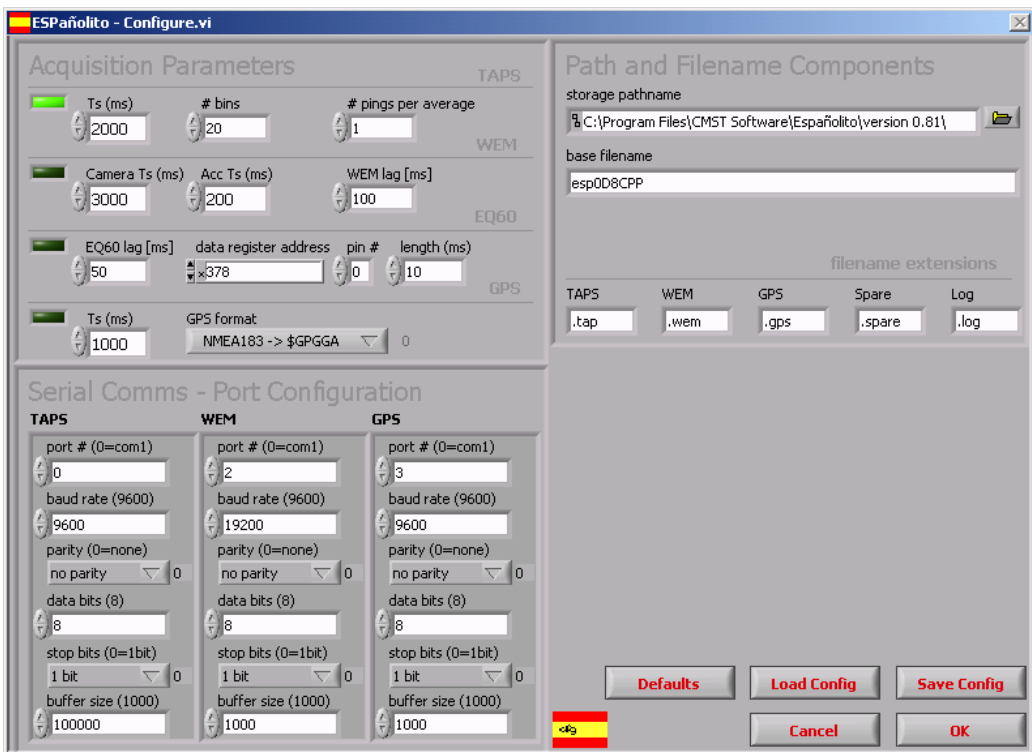 ESPañolito - Configure.vi
Acquisition Parameters
TAPS
Ts (ms) # bins # pings per average
2000 20 1
WEM
Camera Ts (ms) Acc Ts (ms) WEM lag [ms]
3000 200 100
EQ60
EQ60 lag [ms] data register address pin # length (ms)
50 x378 0 10
GPS
Ts (ms) GPS format
1000 NMEA183 -> $GPGGA 0
Path and Filename Components
storage pathname
C:\Program Files\CMST Software\Españolito\version 0.81\
base filename
esp0D8CPP
filename extensions
TAPS WEM GPS Spare Log
.tap .wem .gps .spare .log
Serial Comms - Port Configuration
TAPS WEM GPS
port # (0=com1) port # (0=com1) port # (0=com1)
0 2 3
baud rate (9600) baud rate (9600) baud rate (9600)
9600 19200 9600
parity (0=none) parity (0=none) parity (0=none)
no parity 0 no parity 0 no parity 0
data bits (8) data bits (8) data bits (8)
8 8 8
stop bits (0=1bit) stop bits (0=1bit) stop bits (0=1bit)
1 bit 0 1 bit 0 1 bit 0
buffer size (1000) buffer size (1000) buffer size (1000)
100000 1000 1000
Defaults Load Config Save Config
Cancel OK